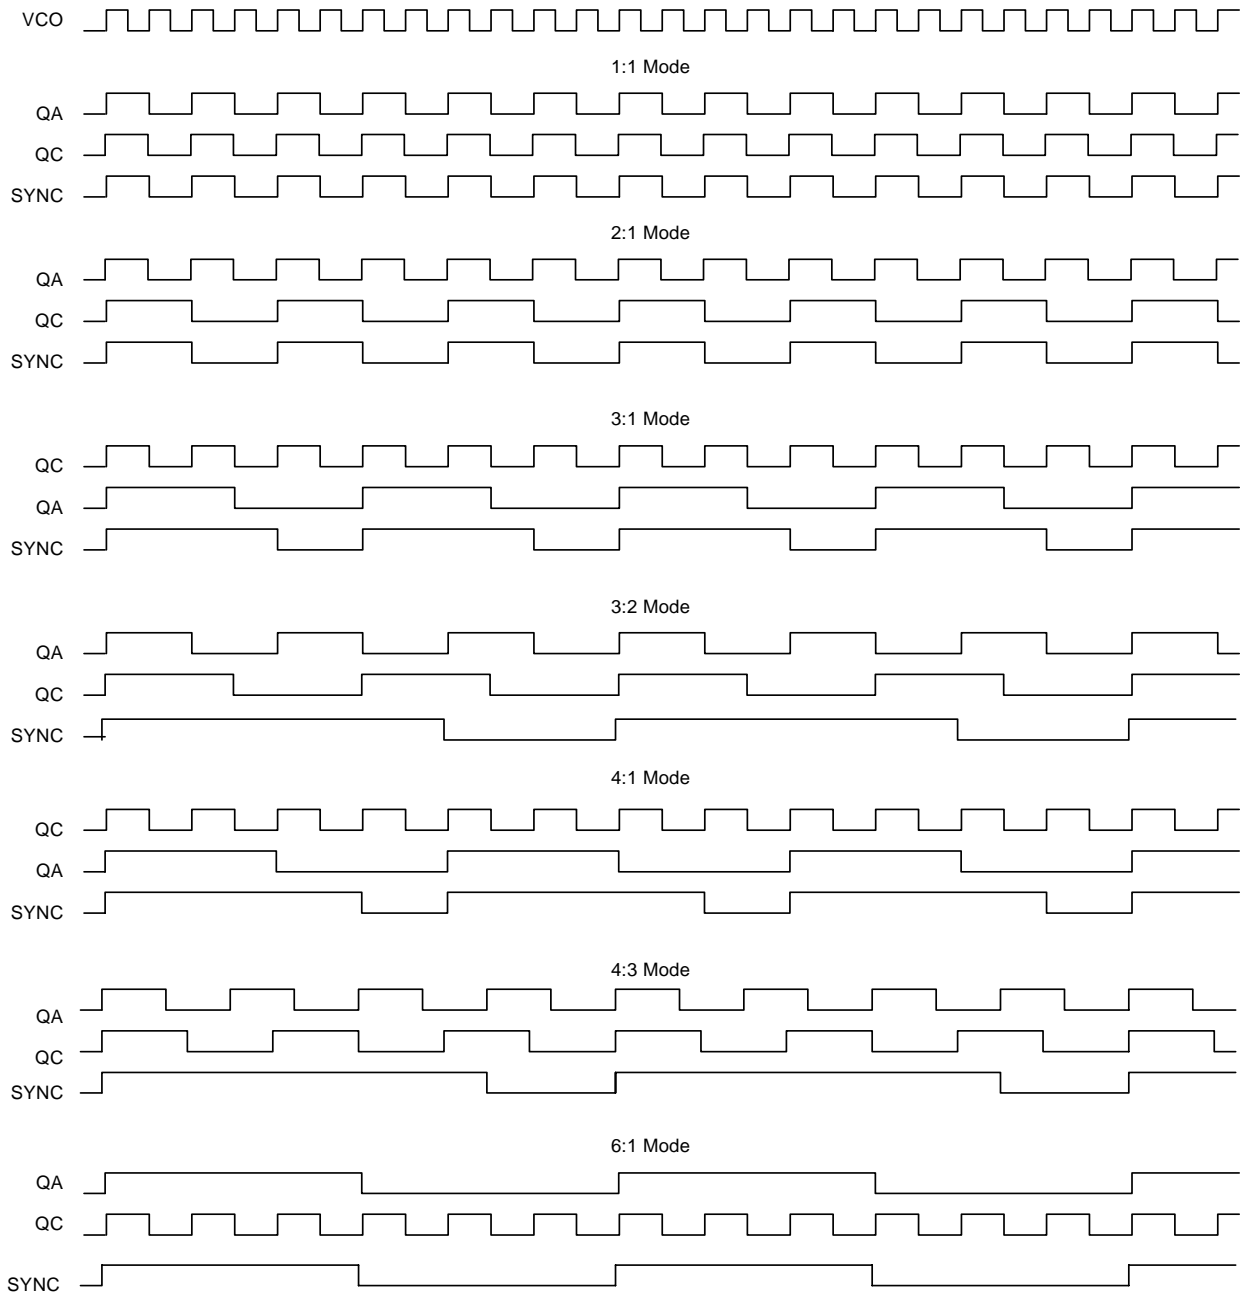 VCO
1:1 Mode
QA
QC
SYNC
2:1 Mode
QA
QC
SYNC
3:1 Mode
QC
QA
SYNC
3:2 Mode
QA
QC
SYNC
4:1 Mode
QC
QA
SYNC
4:3 Mode
QA
QC
SYNC
6:1 Mode
QA
QC
SYNC